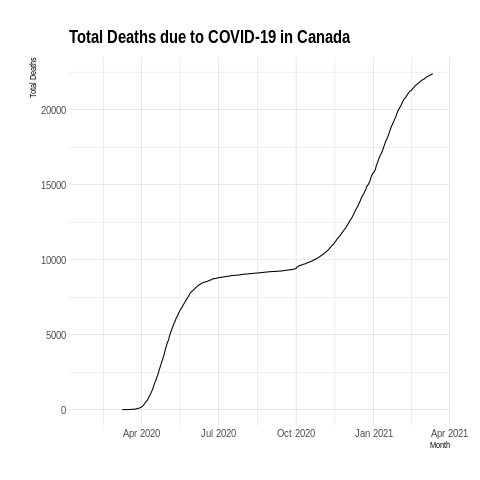 Total Deaths due to COVID-19 in Canada
Total Deaths
20000
15000
10000
5000
0
Apr 2020 Jul 2020 Oct 2020 Jan 2021 Apr 2021
Month